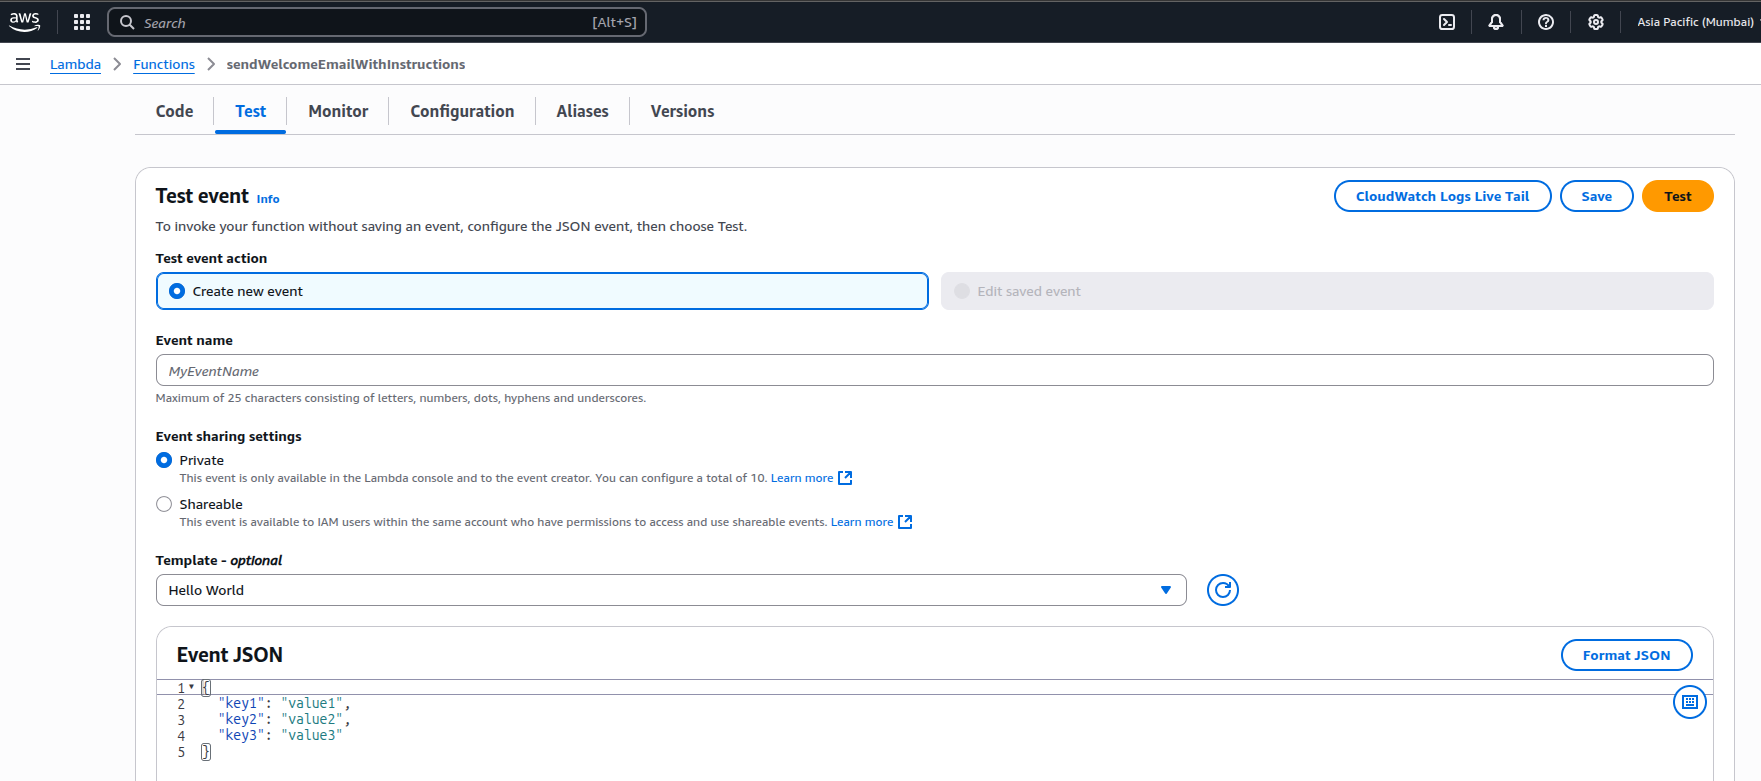 aws Search [Alt+S] Asia Pacific (Mumbai)
Lambda Functions sendWelcomeEmailWithInstructions
Code Test Monitor Configuration Aliases Versions
Test event Info CloudWatch Logs Live Tail Save Test
To invoke your function without saving an event, configure the JSON event, then choose Test.
Test event action
Create new event Edit saved event
Event name
MyEventName
Maximum of 25 characters consisting of letters, numbers, dots, hyphens and underscores.
Event sharing settings
Private
This event is only available in the Lambda console and to the event creator. You can configure a total of 10. Learn more
Shareable
This event is available to IAM users within the same account who have permissions to access and use shareable events. Learn more
Template - optional
Hello World
Event JSON Format JSON
1 {
2 "key1": "value1",
3 "key2": "value2",
4 "key3": "value3"
5 }